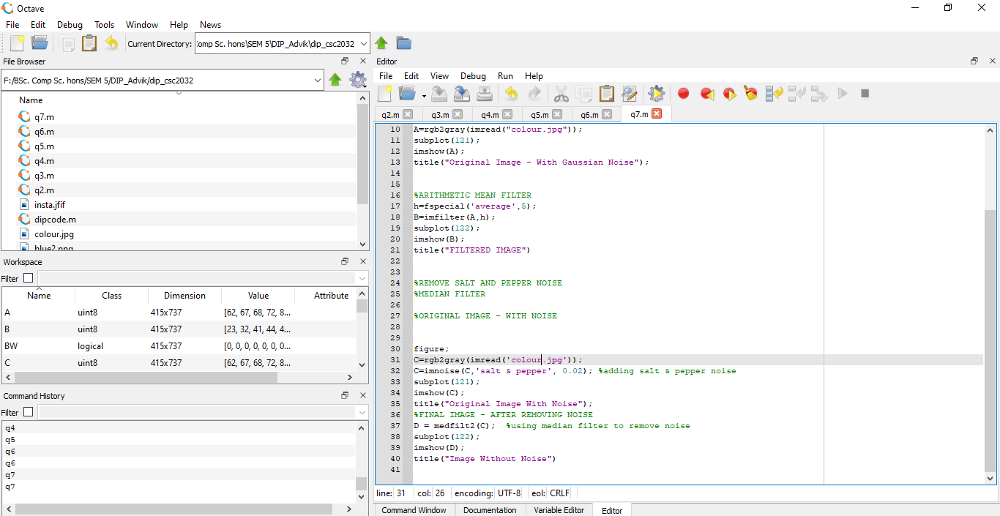 Octave
File Edit Debug Tools Window Help News
Current Directory: :omp Sc. hons\SEM 5\DIP_Advik\dip_csc2032
File Browser
F:/BSc. Comp Sc. hons/SEM 5/DIP_Advik/dip_csc2032
Name
q7.m
q6.m
q5.m
q4.m
q3.m
q2.m
insta.jfif
dipcode.m
colour.jpg
blue2.png
Workspace
Filter
Name Class Dimension Value Attribute
A uint8 415x737 [62, 67, 68, 72, 8...
B uint8 415x737 [23, 32, 41, 44, 4...
BW logical 415x737 [0, 0, 0, 0, 0, 0,...
C uint8 415x737 [62, 67, 68, 72, 8...
Command History
Filter
q4
q5
q6
q6
q7
q7
Editor
File Edit View Debug Run Help
q2.m q3.m q4.m q5.m q6.m q7.m
10 A=rgb2gray(imread("colour.jpg"));
11 subplot(121);
12 imshow(A);
13 title("Original Image - With Gaussian Noise");
14
15
16 %ARITHMETIC MEAN FILTER
17 h=fspecial('average',5);
18 B=imfilter(A,h);
19 subplot(122);
20 imshow(B);
21 title("FILTERED IMAGE")
22
23
24 %REMOVE SALT AND PEPPER NOISE
25 %MEDIAN FILTER
26
27 %ORIGINAL IMAGE - WITH NOISE
28
29
30 figure;
31 C=rgb2gray(imread('colour.jpg'));
32 C=imnoise(C,'salt & pepper', 0.02); %adding salt & pepper noise
33 subplot(121);
34 imshow(C);
35 title("Original Image With Noise");
36 %FINAL IMAGE - AFTER REMOVING NOISE
37 D = medfilt2(C);  %using median filter to remove noise
38 subplot(122);
39 imshow(D);
40 title("Image Without Noise")
41
line: 31 col: 26 encoding: UTF-8 eol: CRLF
Command Window Documentation Variable Editor Editor